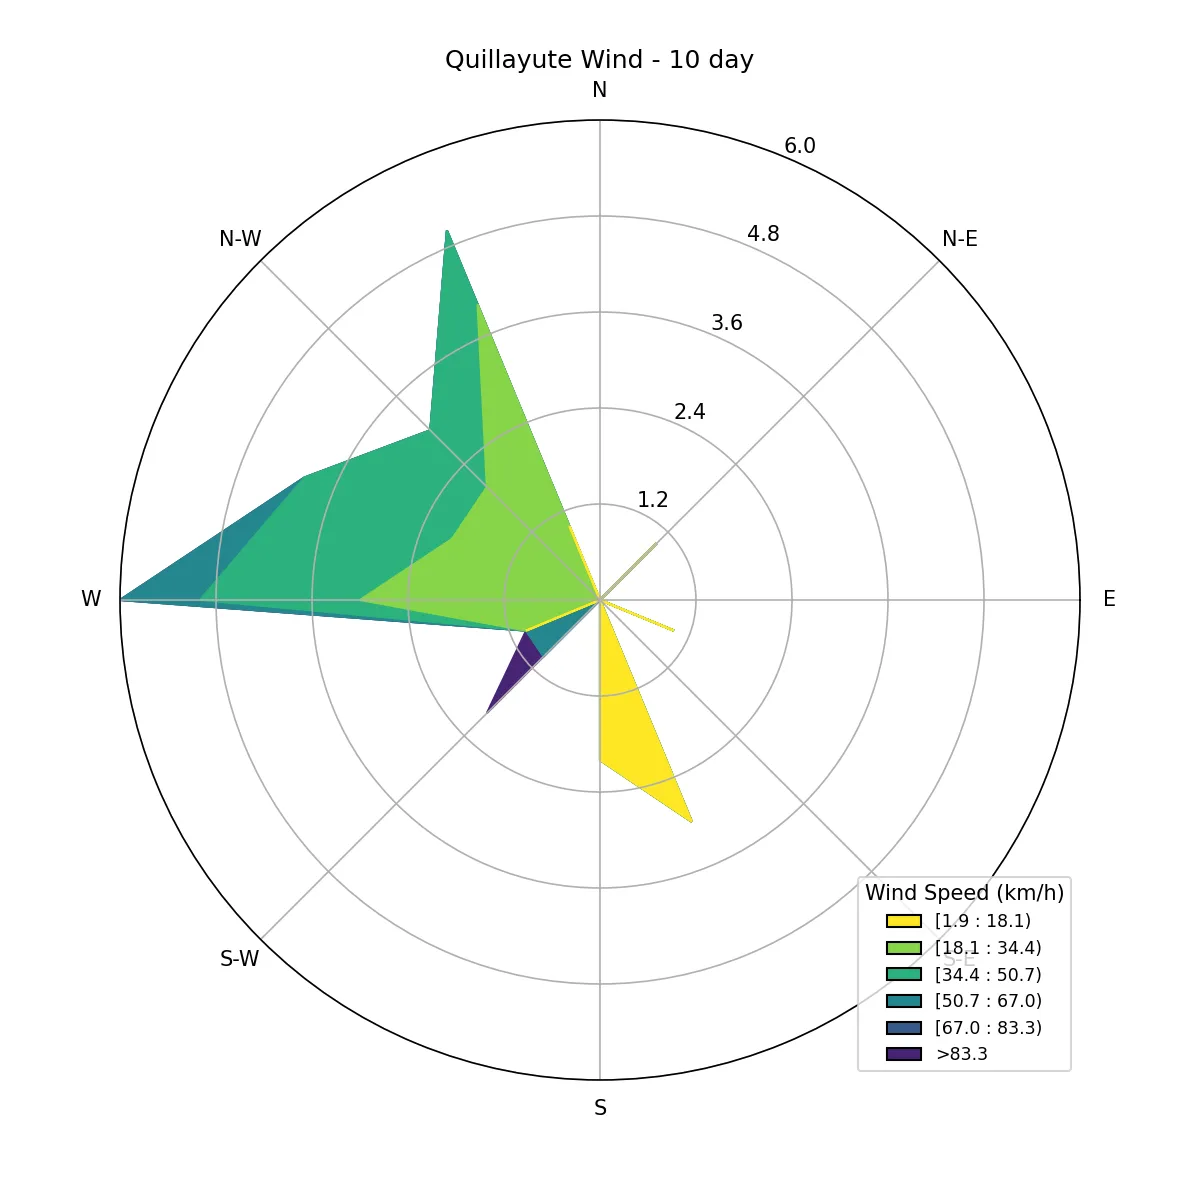 Quillayute Wind - 10 day
N
6.0
N-W
N-E
4.8
3.6
2.4
1.2
W
E
S-W
S-E
Wind Speed (km/h)
[1.9 : 18.1)
[18.1 : 34.4)
[34.4 : 50.7)
[50.7 : 67.0)
[67.0 : 83.3)
>83.3
S